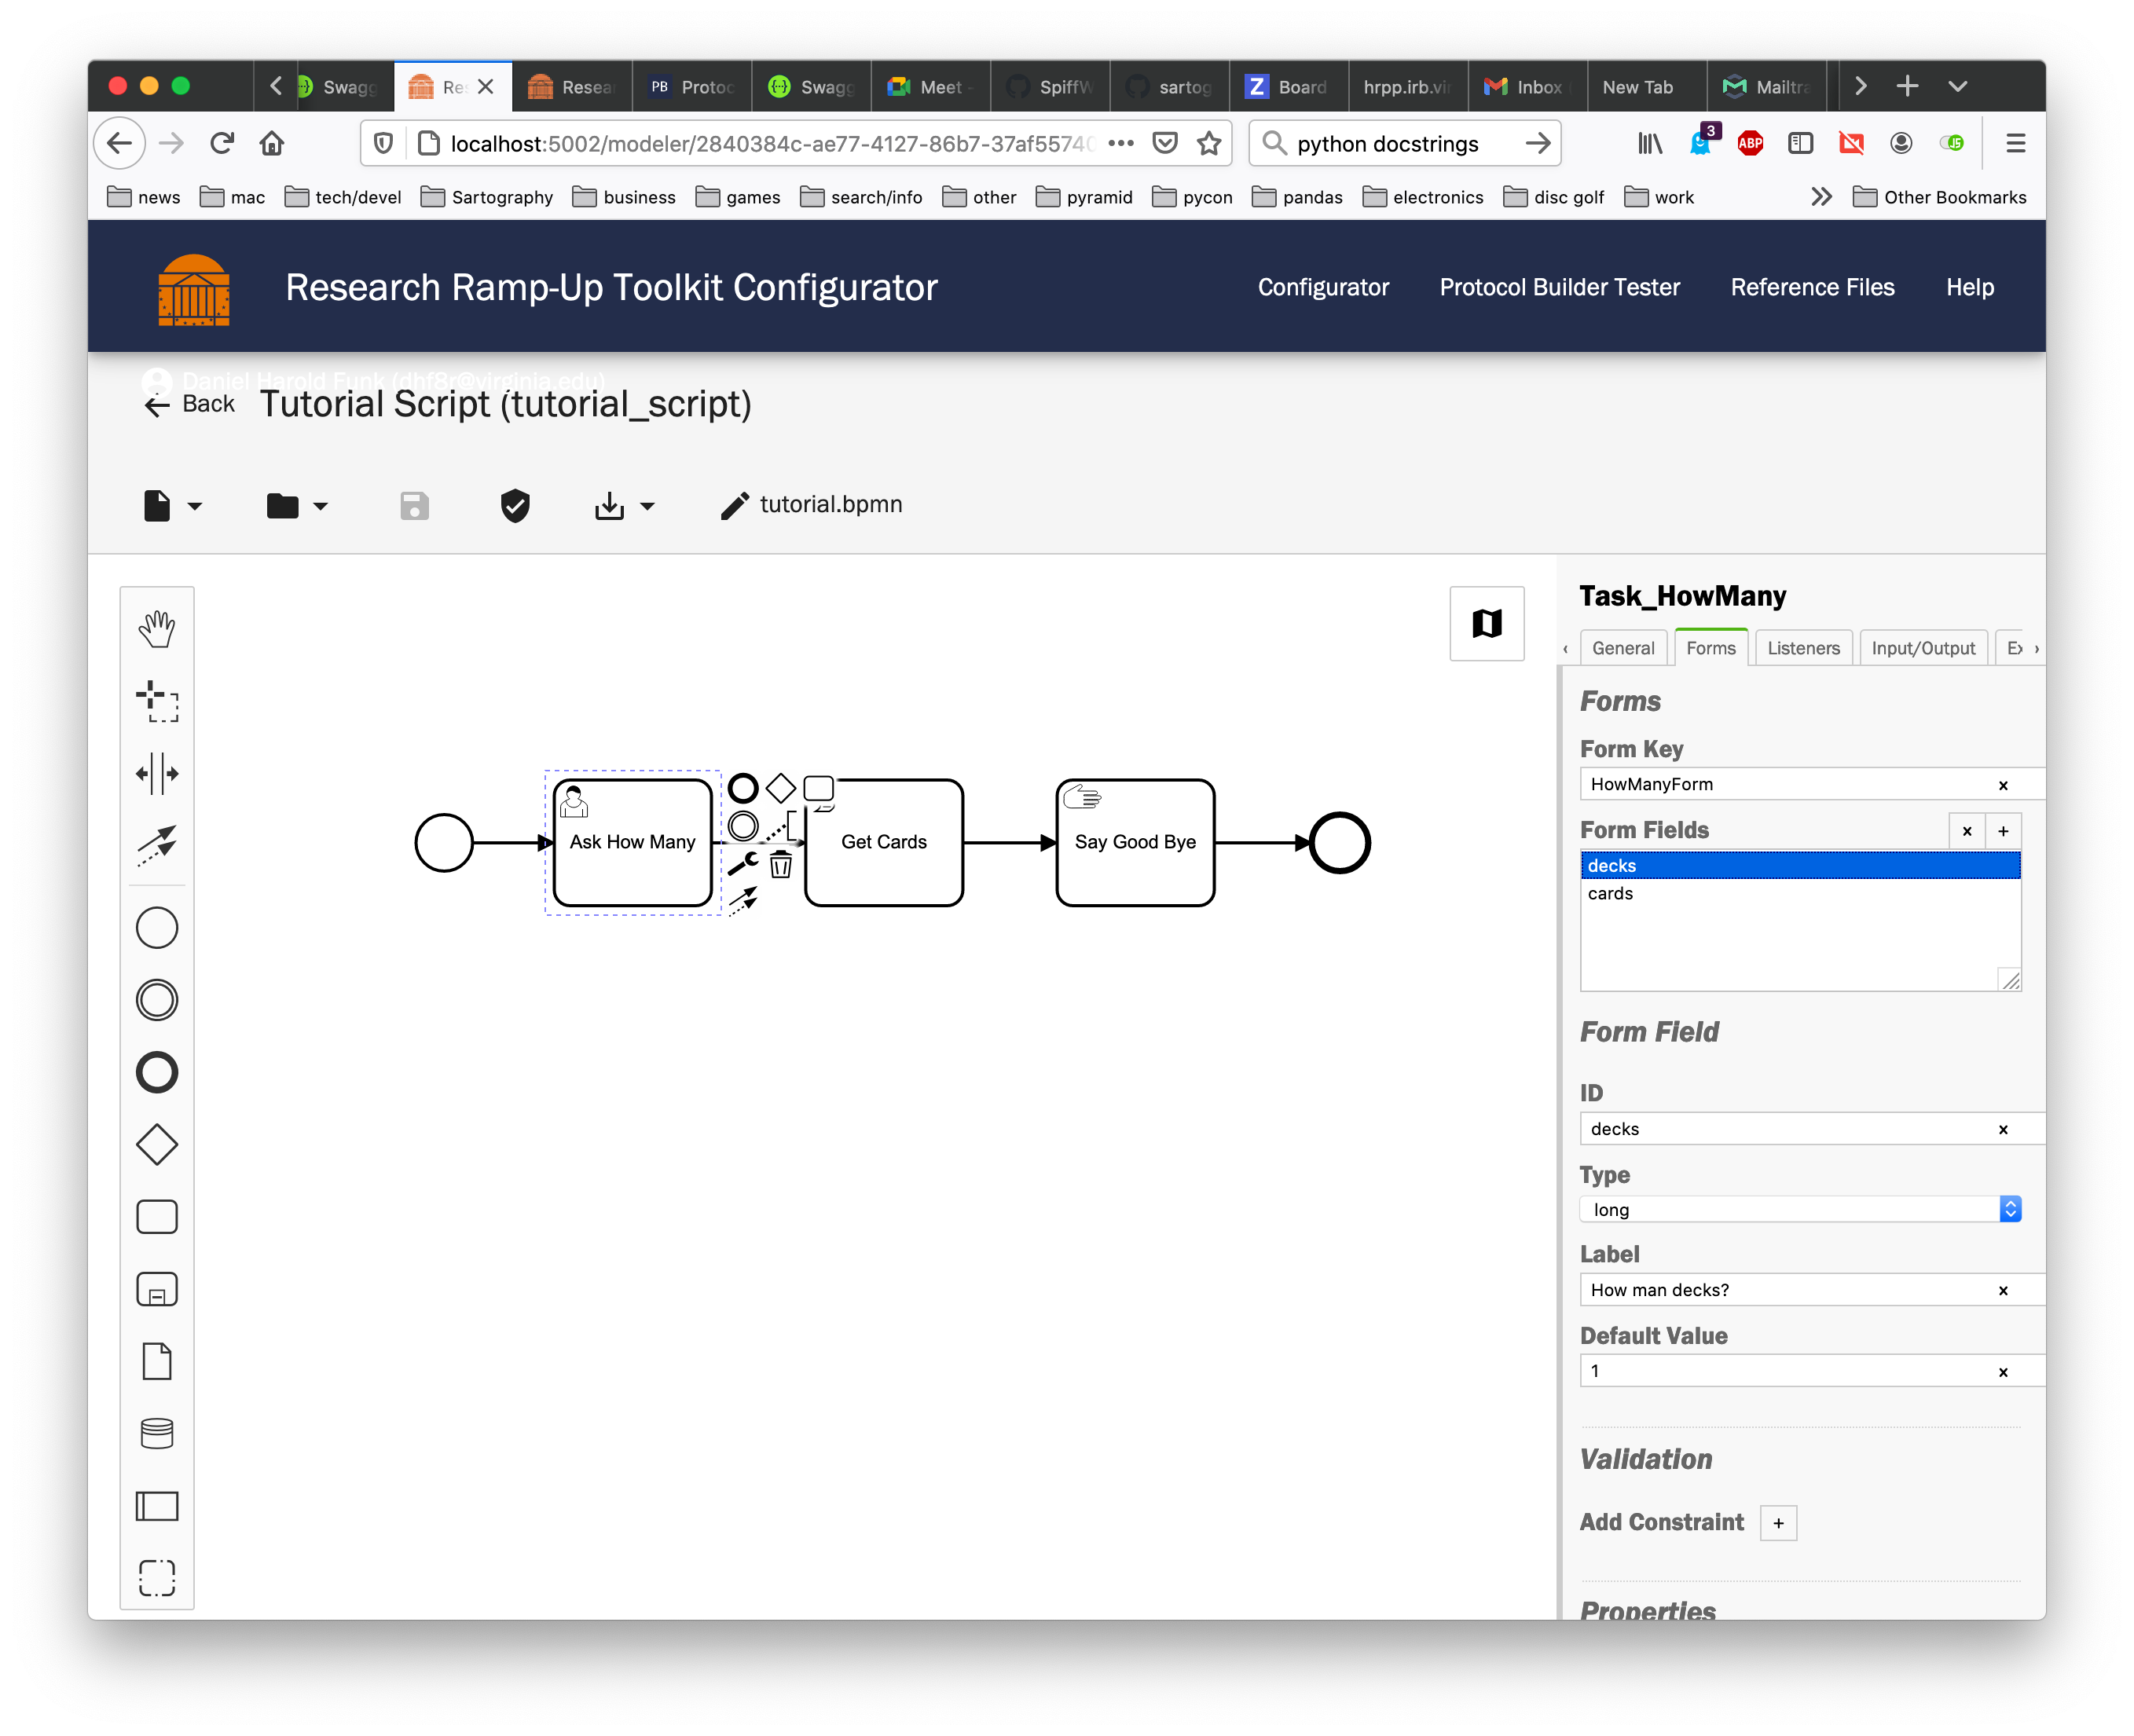 Swagg
Re
Resea
PB Protoc
Swagg
Meet -
SpiffW
sartog
Z Board
hrpp.irb.vir
Inbox
New Tab
Mailtra
localhost:5002/modeler/2840384c-ae77-4127-86b7-37af55740
python docstrings
3
ABP
JS
news
mac
tech/devel
Sartography
business
games
search/info
other
pyramid
pycon
pandas
electronics
disc golf
work
Other Bookmarks
Research Ramp-Up Toolkit Configurator
Configurator
Protocol Builder Tester
Reference Files
Help
Daniel Harold Funk (dhf8r@virginia.edu)
Back
Tutorial Script (tutorial_script)
tutorial.bpmn
Ask How Many
Get Cards
Say Good Bye
Task_HowMany
General
Forms
Listeners
Input/Output
Ex
Forms
Form Key
HowManyForm
Form Fields
decks
cards
Form Field
ID
decks
Type
long
Label
How man decks?
Default Value
1
Validation
Add Constraint +
Properties